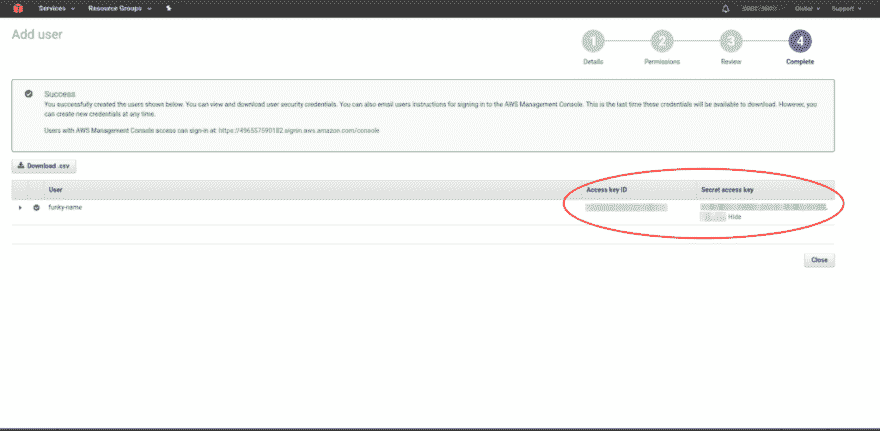 Services Resource Groups Support
Add user
1 2 3 4
Details Permissions Review Complete
Success
You successfully created the users shown below. You can view and download user security credentials. You can also email users instructions for signing in to the AWS Management Console. This is the last time these credentials will be available to download. However, you
can create new credentials at any time.
Users with AWS Management Console access can sign-in at: https://496557590182.signin.aws.amazon.com/console
Download .csv
User Access key ID Secret access key
funky-name
Hide
Close